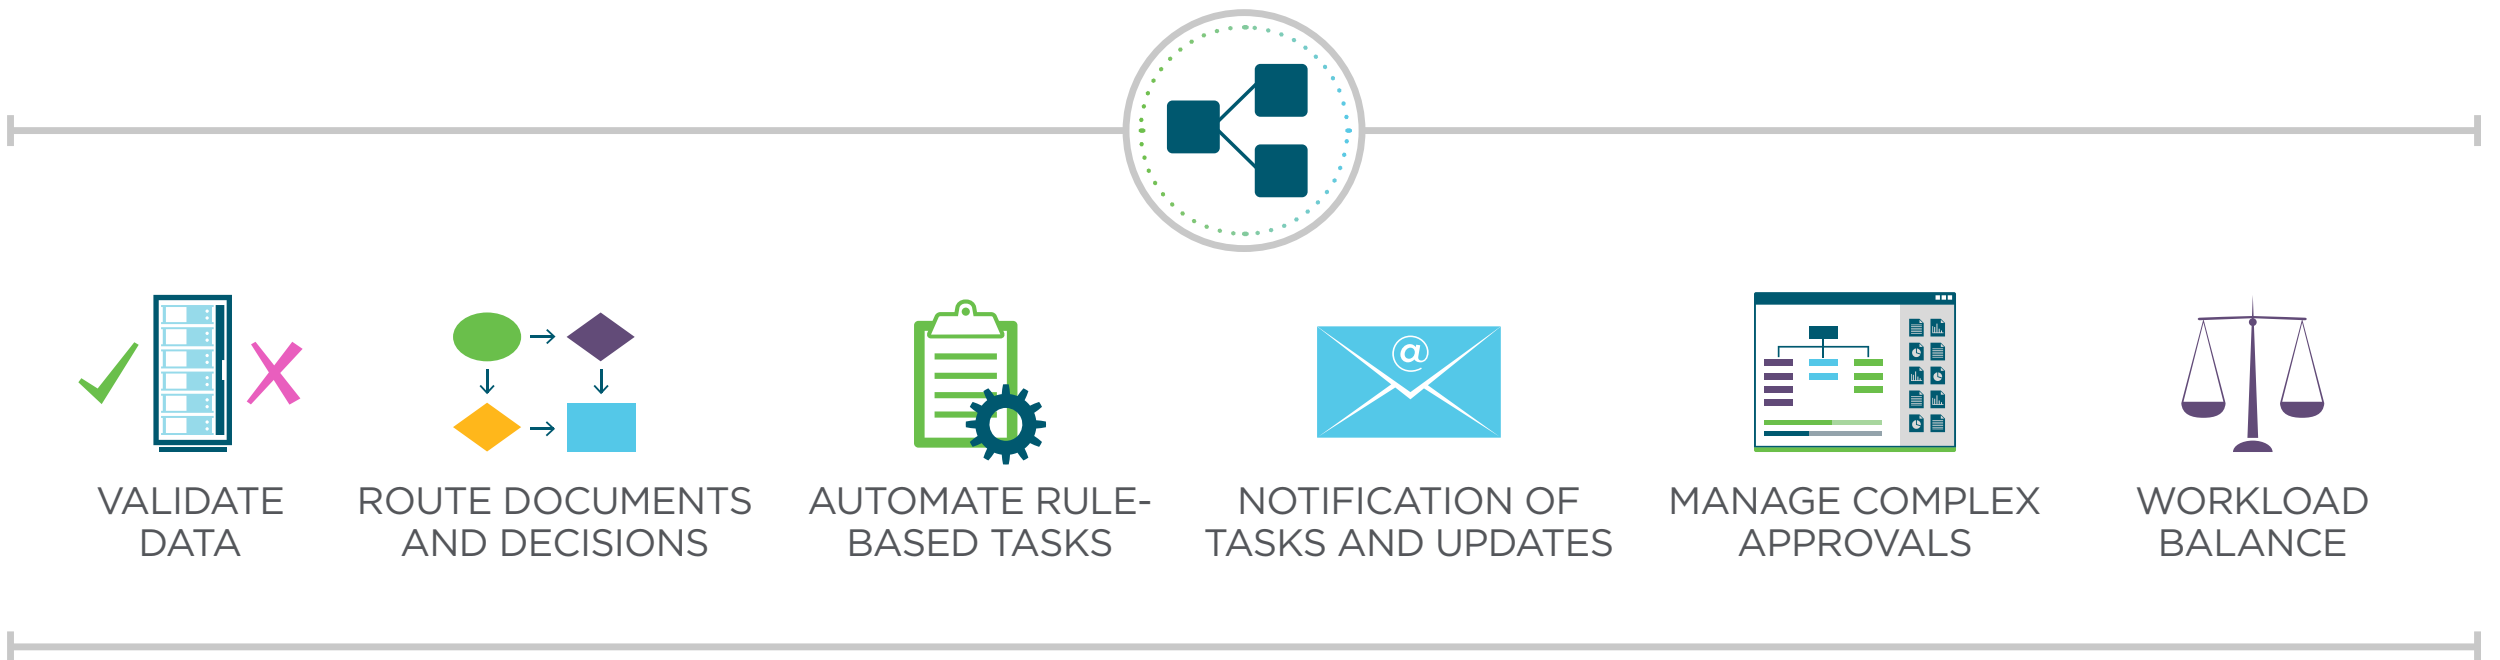 VALIDATE
DATA
ROUTE DOCUMENTS
AND DECISIONS
AUTOMATE RULE-
BASED TASKS
@
NOTIFICATION OF
TASKS AND UPDATES
MANAGE COMPLEX
APPROVALS
WORKLOAD
BALANCE